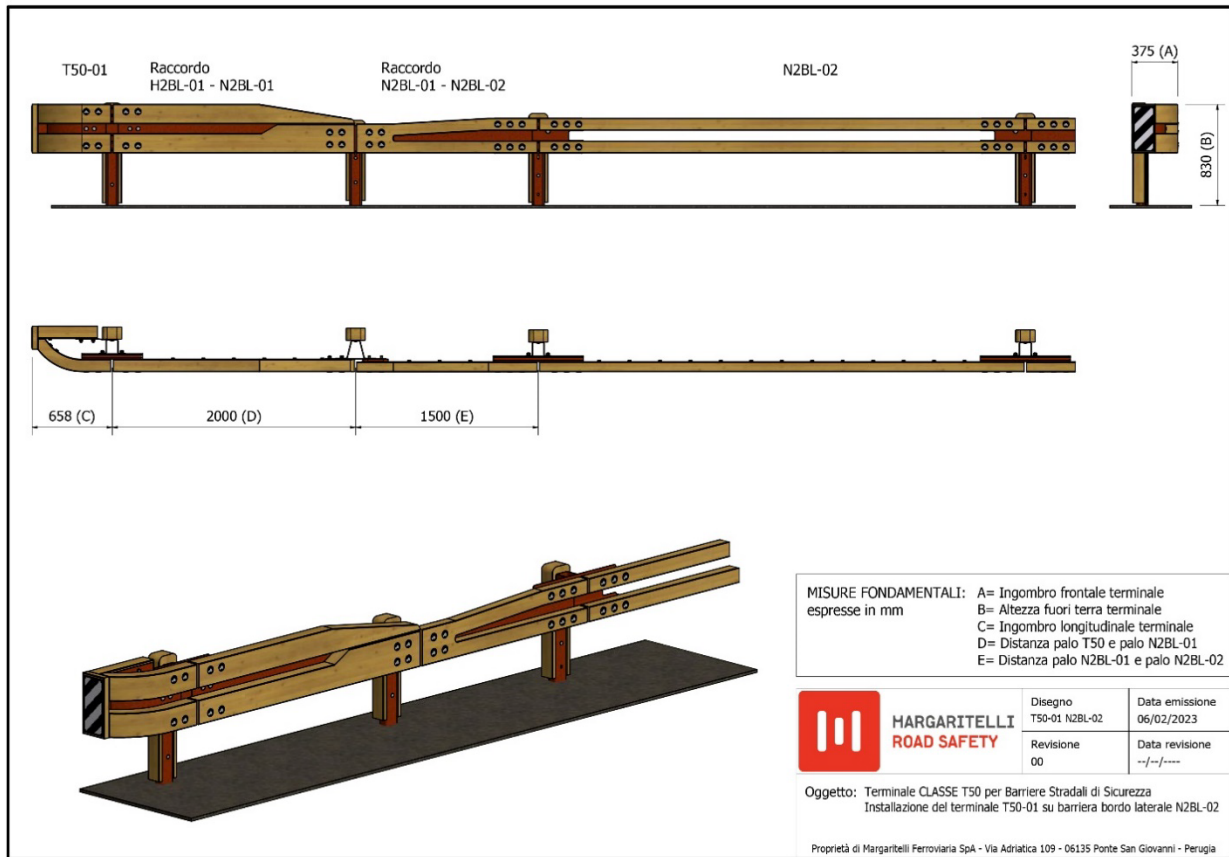 T50-01
Raccordo
H2BL-01 - N2BL-01
Raccordo
N2BL-01 - N2BL-02
N2BL-02
375 (A)
830 (B)
658 (C)
2000 (D)
1500 (E)
MISURE FONDAMENTALI:
espresse in mm
A= Ingombro frontale terminale
B= Altezza fuori terra terminale
C= Ingombro longitudinale terminale
D= Distanza palo T50 e palo N2BL-01
E= Distanza palo N2BL-01 e palo N2BL-02
MARGARITELLI
ROAD SAFETY
Disegno
T50-01 N2BL-02
Data emissione
06/02/2023
Revisione
00
Data revisione
--/--/----
Oggetto: Terminale CLASSE T50 per Barriere Stradali di Sicurezza
Installazione del terminale T50-01 su barriera bordo laterale N2BL-02
Proprietà di Margaritelli Ferroviaria SpA - Via Adriatica 109 - 06135 Ponte San Giovanni - Perugia